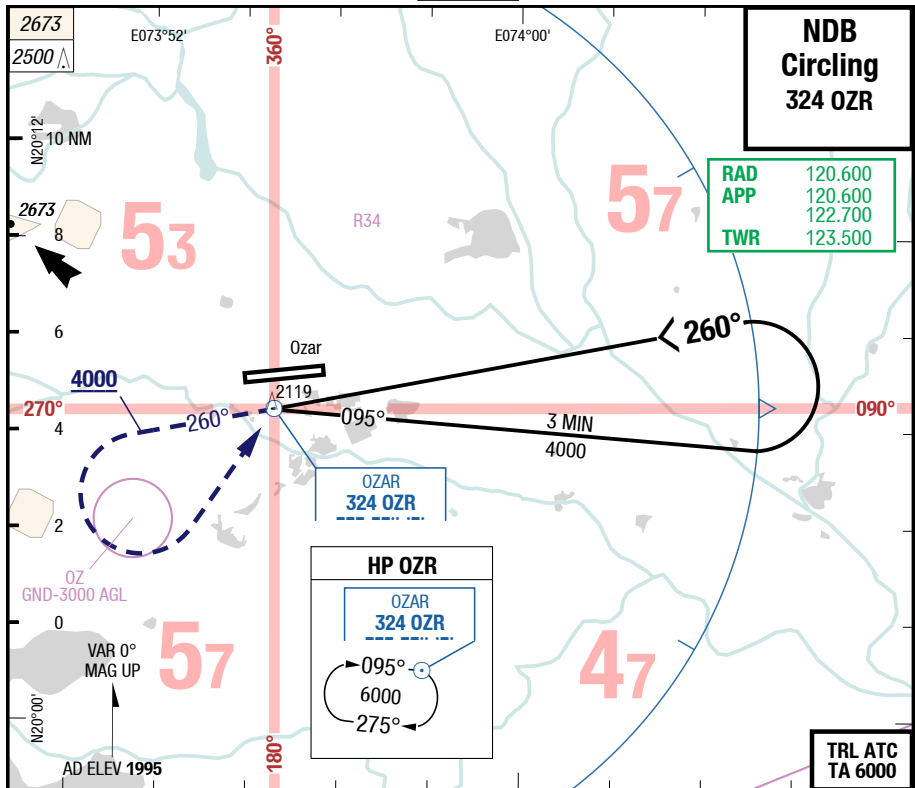 2673
2500
E073°52'
360°
E074°00'
NDB
Circling
324 OZR
N20°12'
10 NM
RAD 120.600
APP 120.600
122.700
TWR 123.500
2673
8
53
R34
57
6
260°
Ozar
4000
2119
270°
260°
095°
3 MIN
4000
090°
4
OZAR
324 OZR
2
OZ
GND-3000 AGL
HP OZR
OZAR
324 OZR
0
VAR 0°
MAG UP
57
095°
6000
275°
47
N20°00'
180°
AD ELEV 1995
TRL ATC
TA 6000